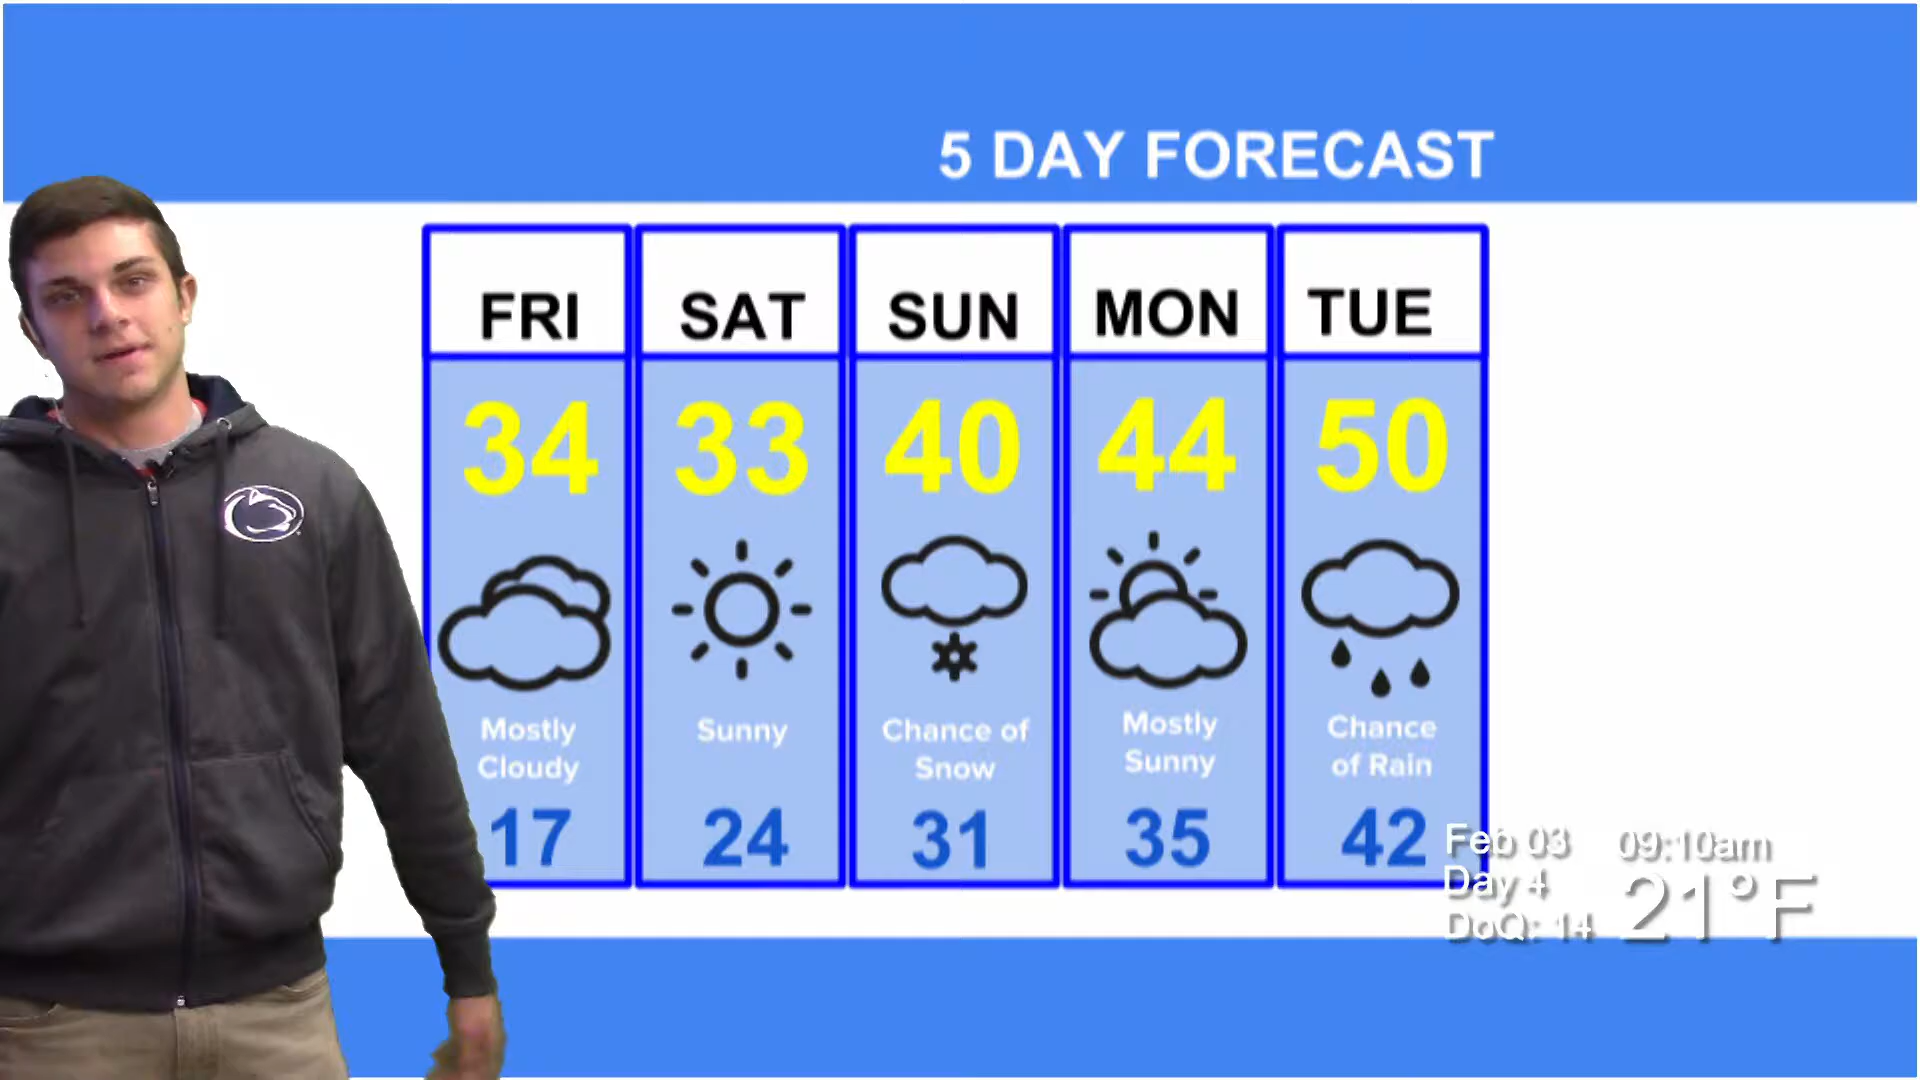 5 DAY FORECAST
FRI
34
Mostly
Cloudy
17
SAT
33
Sunny
24
SUN
40
Chance of
Snow
31
MON
44
Mostly
Sunny
35
TUE
50
Chance
of Rain
42
Feb 03 09:10am
Day 4
DoQ: 14 21°F